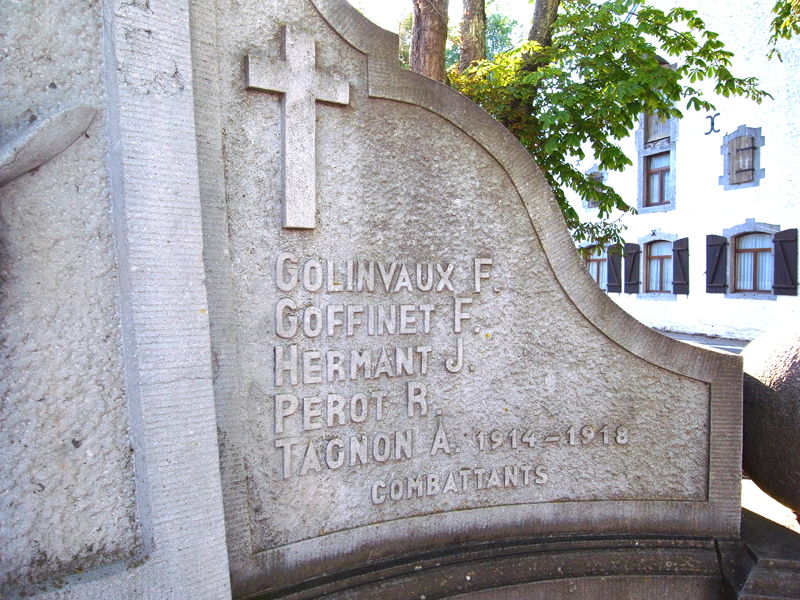 GOLINVAUX F.
GOFFINET F.
HERMANT J.
PEROT R.
TAGNON A. 1914-1918
COMBATTANTS